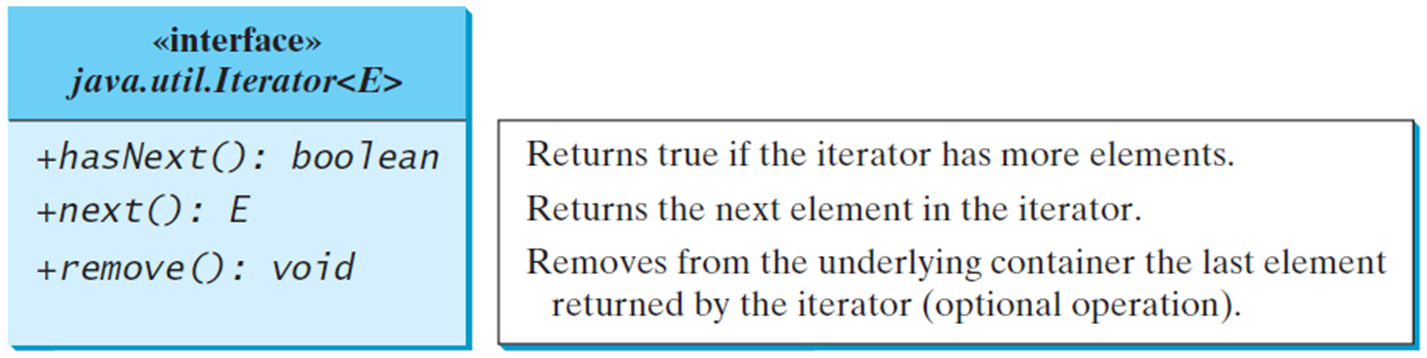 «interface»
java.util.Iterator<E>
+hasNext(): boolean
+next(): E
+remove(): void
Returns true if the iterator has more elements.
Returns the next element in the iterator.
Removes from the underlying container the last element
returned by the iterator (optional operation).